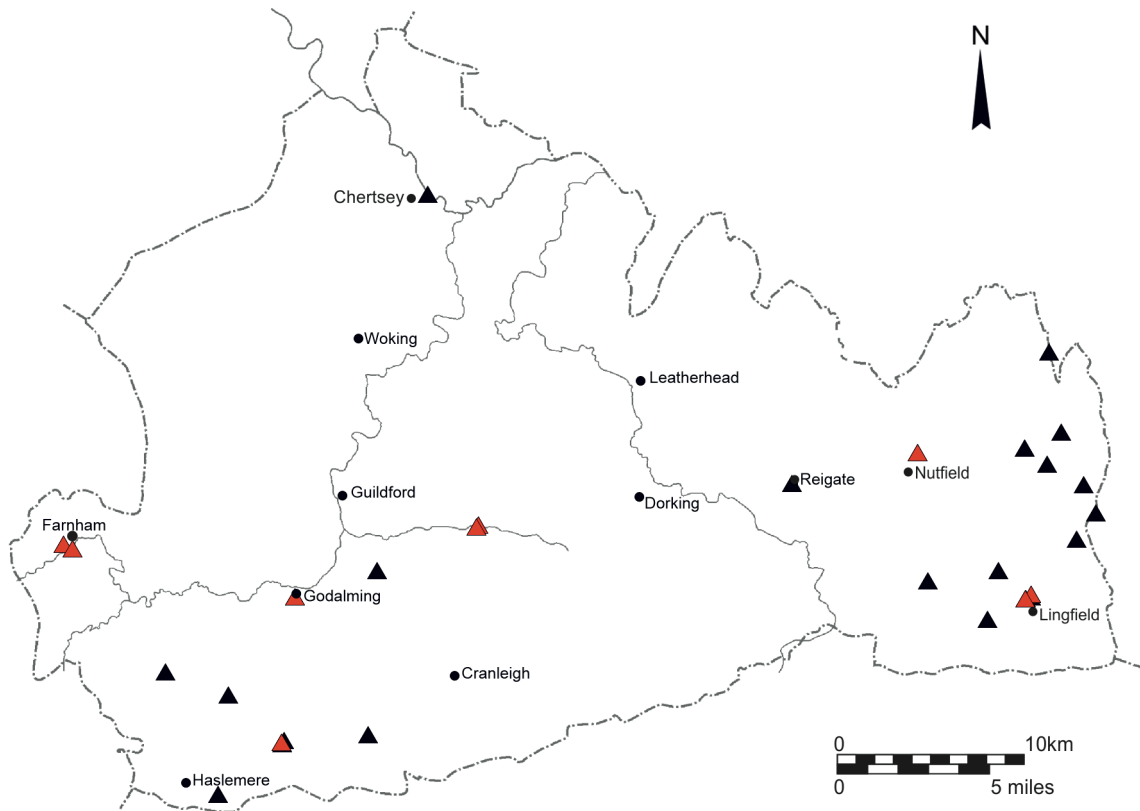 N
Chertsey
Woking
Leatherhead
Reigate
Nutfield
Guildford
Dorking
Farnham
Godalming
Lingfield
Cranleigh
Haslemere
0 10km
0 5 miles